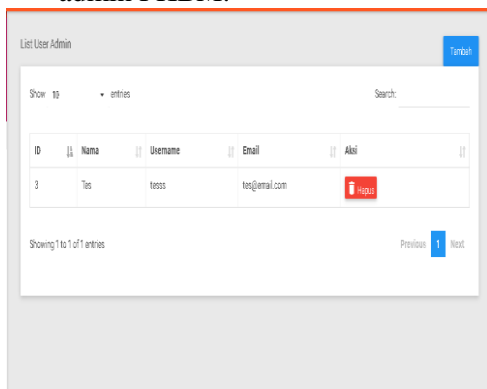 List User Admin
Tambah
Show 10 entries
Search:
ID Nama Username Email Aksi
3 Tes tesss tes@email.com Hapus
Showing 1 to 1 of 1 entries
Previous 1 Next